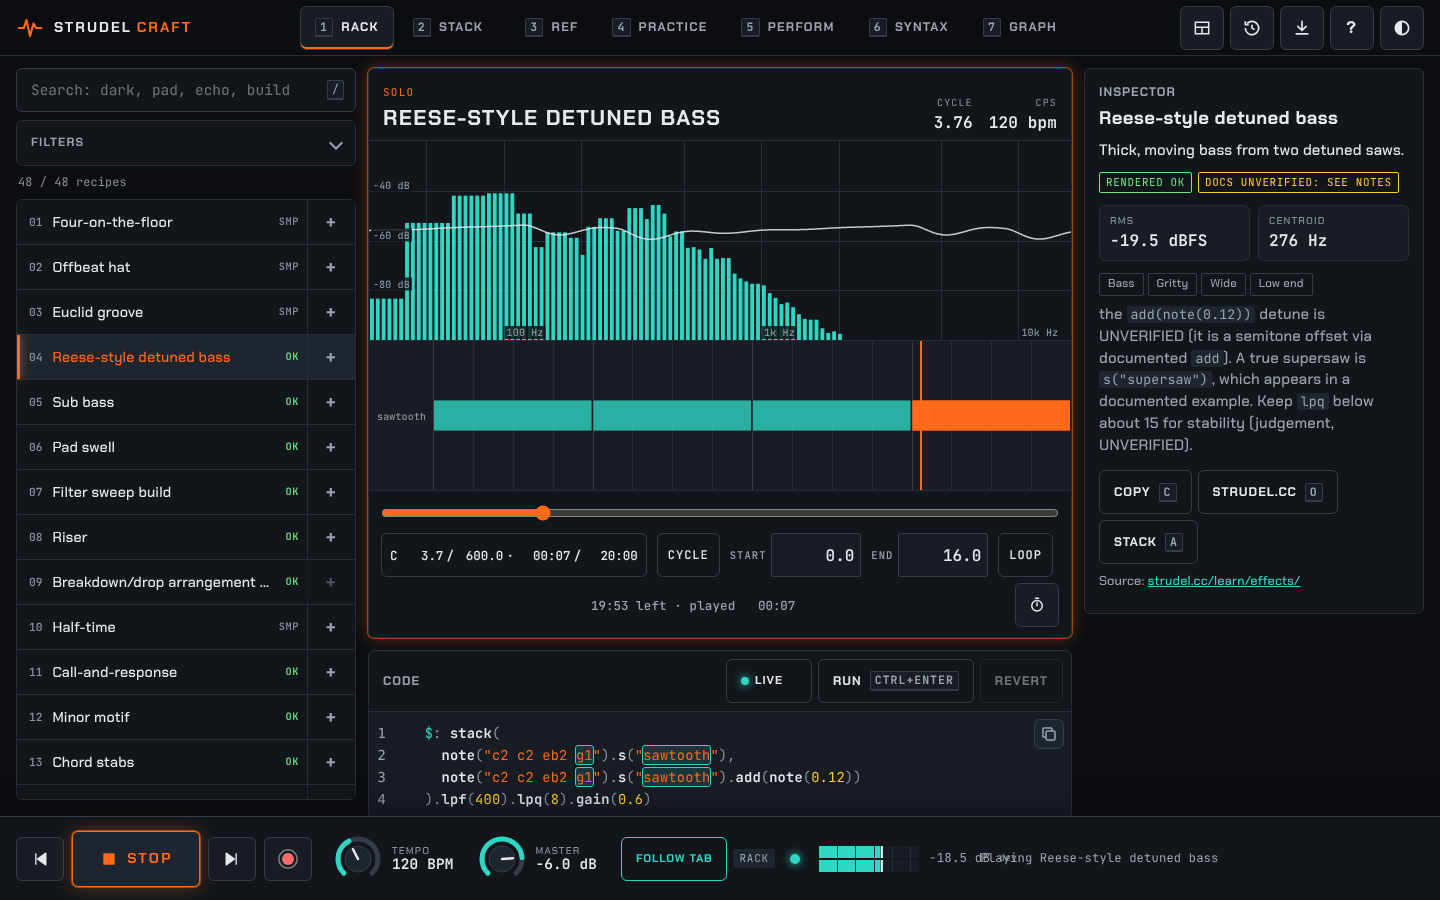 STRUDEL CRAFT
1 RACK
2 STACK
3 REF
4 PRACTICE
5 PERFORM
6 SYNTAX
7 GRAPH
?
Search: dark, pad, echo, build /
FILTERS
48 / 48 recipes
01 Four-on-the-floor SMP +
02 Offbeat hat SMP +
03 Euclid groove SMP +
04 Reese-style detuned bass OK +
05 Sub bass OK +
06 Pad swell OK +
07 Filter sweep build OK +
08 Riser OK +
09 Breakdown/drop arrangement ... OK +
10 Half-time SMP +
11 Call-and-response OK +
12 Minor motif OK +
13 Chord stabs OK +
SOLO
REESE-STYLE DETUNED BASS
CYCLE
3.76
CPS
120 bpm
-40 dB
-60 dB
-80 dB
100 Hz
1k Hz
10k Hz
sawtooth
C 3.7/ 600.0· 00:07/ 20:00
CYCLE
START 0.0
END 16.0
LOOP
19:53 left · played 00:07
CODE
LIVE
RUN CTRL+ENTER
REVERT
1 $: stack(
2 note("c2 c2 eb2 g1").s("sawtooth"),
3 note("c2 c2 eb2 g1").s("sawtooth").add(note(0.12))
4 ).lpf(400).lpq(8).gain(0.6)
INSPECTOR
Reese-style detuned bass
Thick, moving bass from two detuned saws.
RENDERED OK
DOCS UNVERIFIED: SEE NOTES
RMS
-19.5 dBFS
CENTROID
276 Hz
Bass
Gritty
Wide
Low end
the add(note(0.12)) detune is
UNVERIFIED (it is a semitone offset via
documented add ). A true supersaw is
s("supersaw") , which appears in a
documented example. Keep lpq below
about 15 for stability (judgement,
UNVERIFIED).
COPY C
STRUDEL.CC O
STACK A
Source: strudel.cc/learn/effects/
STOP
TEMPO
120 BPM
MASTER
-6.0 dB
FOLLOW TAB
RACK
-18.5
Playing Reese-style detuned bass